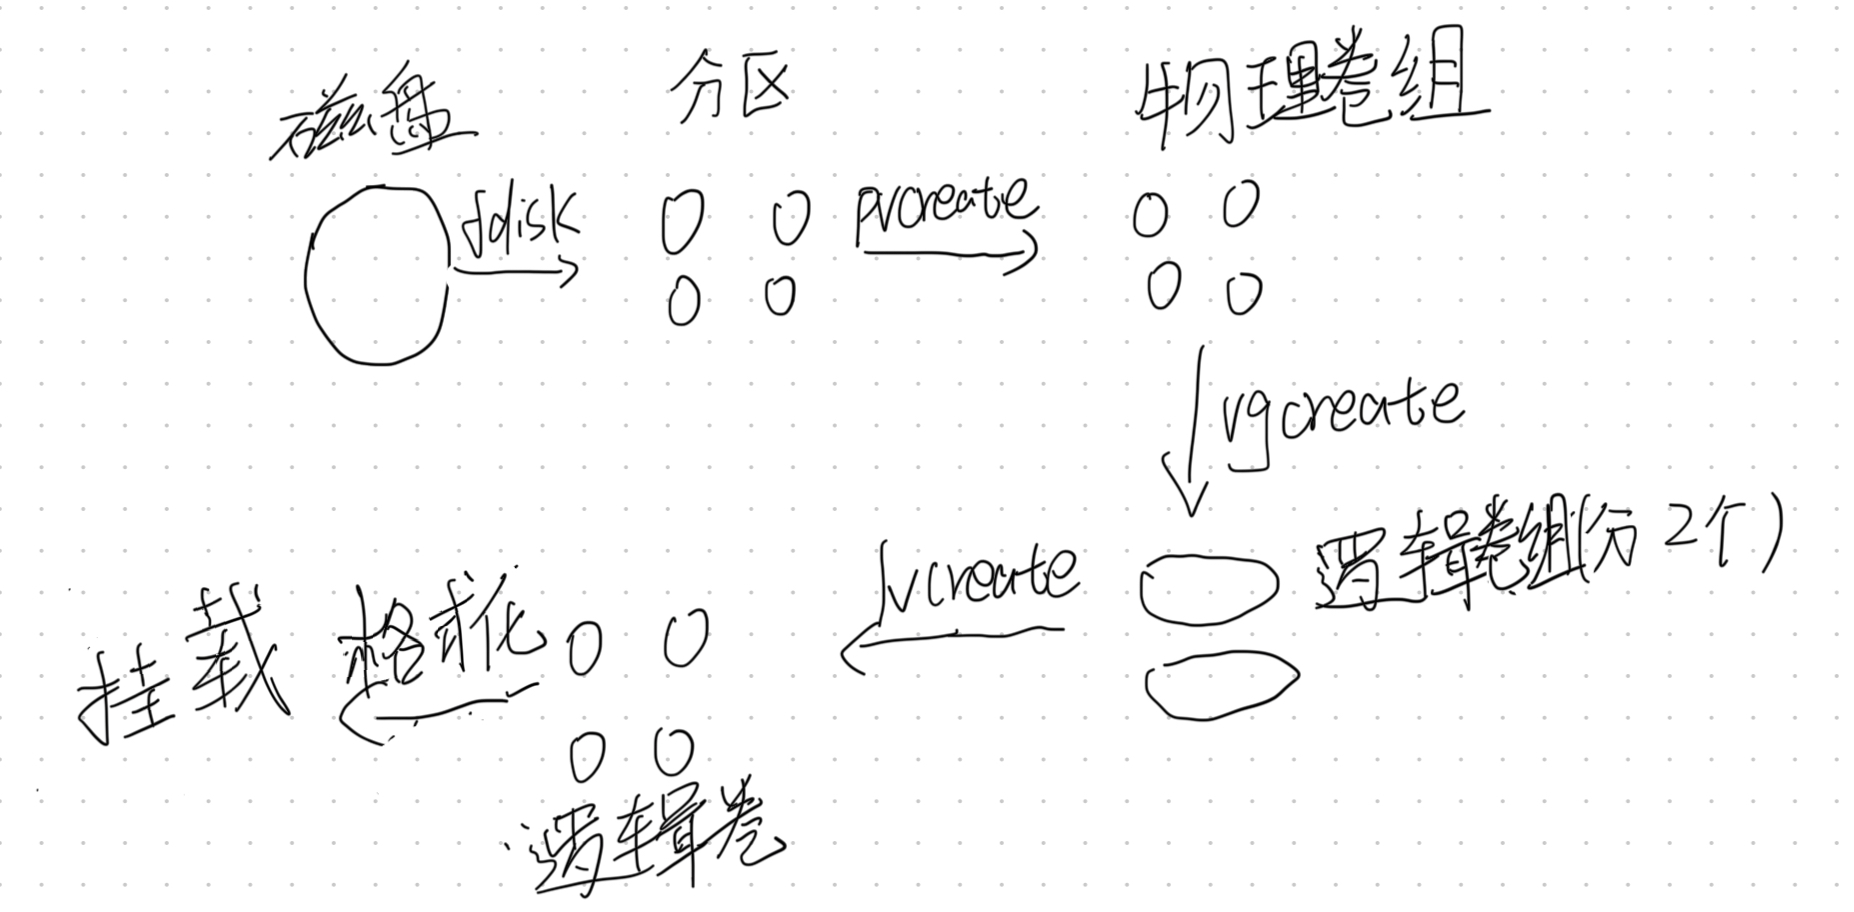 磁盘 分区 物理卷组
fdisk pvcreate
vgcreate
逻辑卷组(分2个)
lvcreate
挂载 格式化
逻辑卷